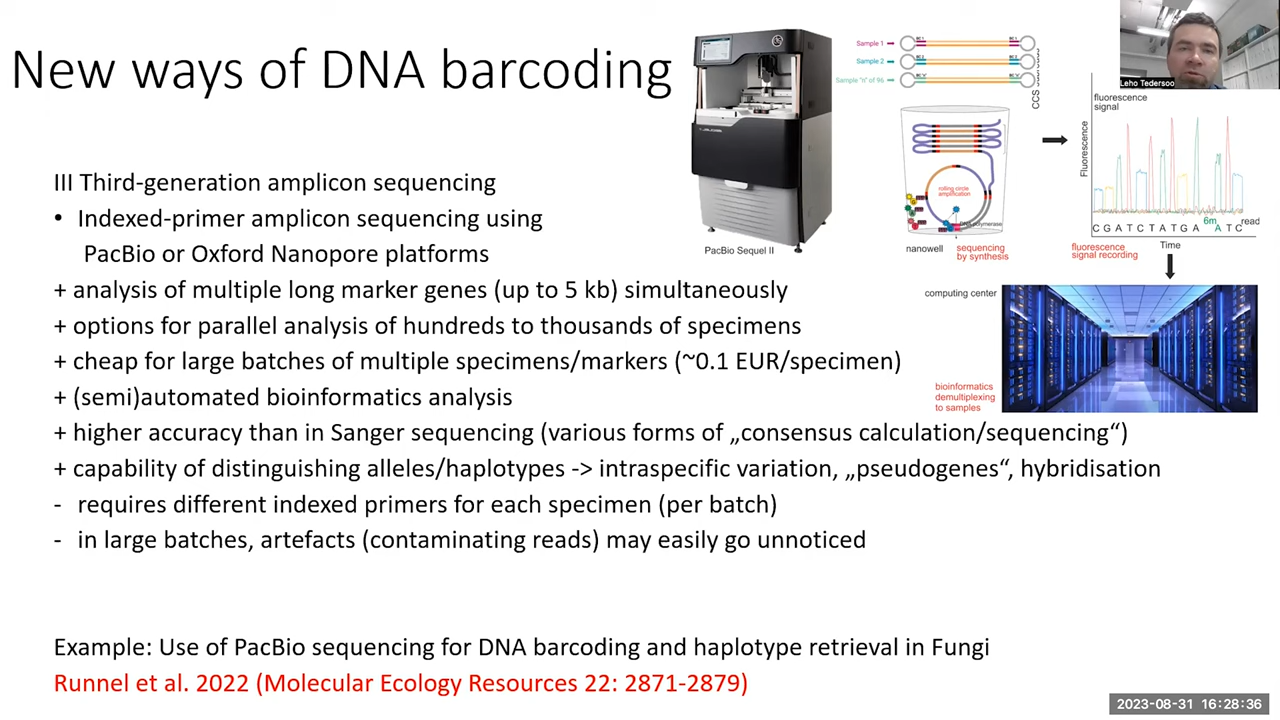 New ways of DNA barcoding
III Third-generation amplicon sequencing
• Indexed-primer amplicon sequencing using
PacBio or Oxford Nanopore platforms
+ analysis of multiple long marker genes (up to 5 kb) simultaneously
+ options for parallel analysis of hundreds to thousands of specimens
+ cheap for large batches of multiple specimens/markers (~0.1 EUR/specimen)
+ (semi)automated bioinformatics analysis
+ higher accuracy than in Sanger sequencing (various forms of „consensus calculation/sequencing“)
+ capability of distinguishing alleles/haplotypes -> intraspecific variation, „pseudogenes“, hybridisation
- requires different indexed primers for each specimen (per batch)
- in large batches, artefacts (contaminating reads) may easily go unnoticed
Example: Use of PacBio sequencing for DNA barcoding and haplotype retrieval in Fungi
Runnel et al. 2022 (Molecular Ecology Resources 22: 2871-2879)
PacBio Sequel II
Sample 1
Sample 2
Sample "n" of 96
CCS
rolling circle
amplification
polymerase
nanowell
sequencing
by synthesis
fluorescence
signal
Fluorescence
6m
read
C G A T C T A T G A A T C
Time
fluorescence
signal recording
computing center
bioinformatics
demultiplexing
to samples
Leho Tedersoo
2023-08-31 16:28:36